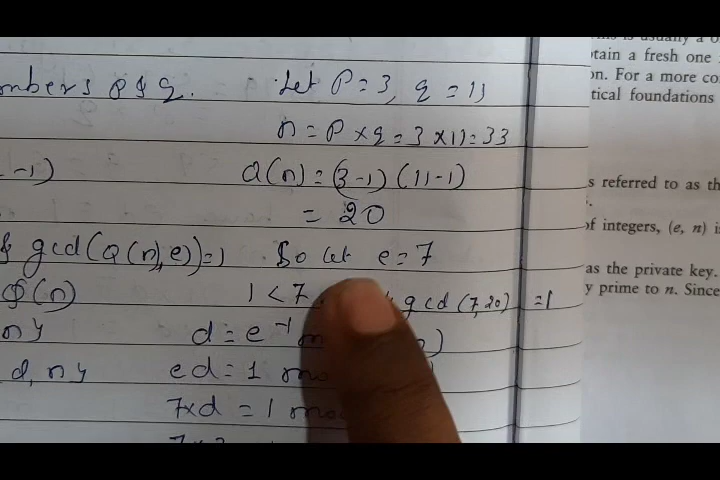 mbers P & q. Let P = 3, q = 11
n = P x q = 3 x 11 = 33
-1) Q(n) = (3-1) (11-1)
= 20
& gcd(Q(n), e) = 1 So let e = 7
φ(n) 1 < 7 & gcd (7,20) = 1
n y d = e⁻¹
d, n y ed = 1
7xd = 1
tain a fresh one
on. For a more co
tical foundations
s referred to as th
of integers, (e, n) i
as the private key.
y prime to n. Since